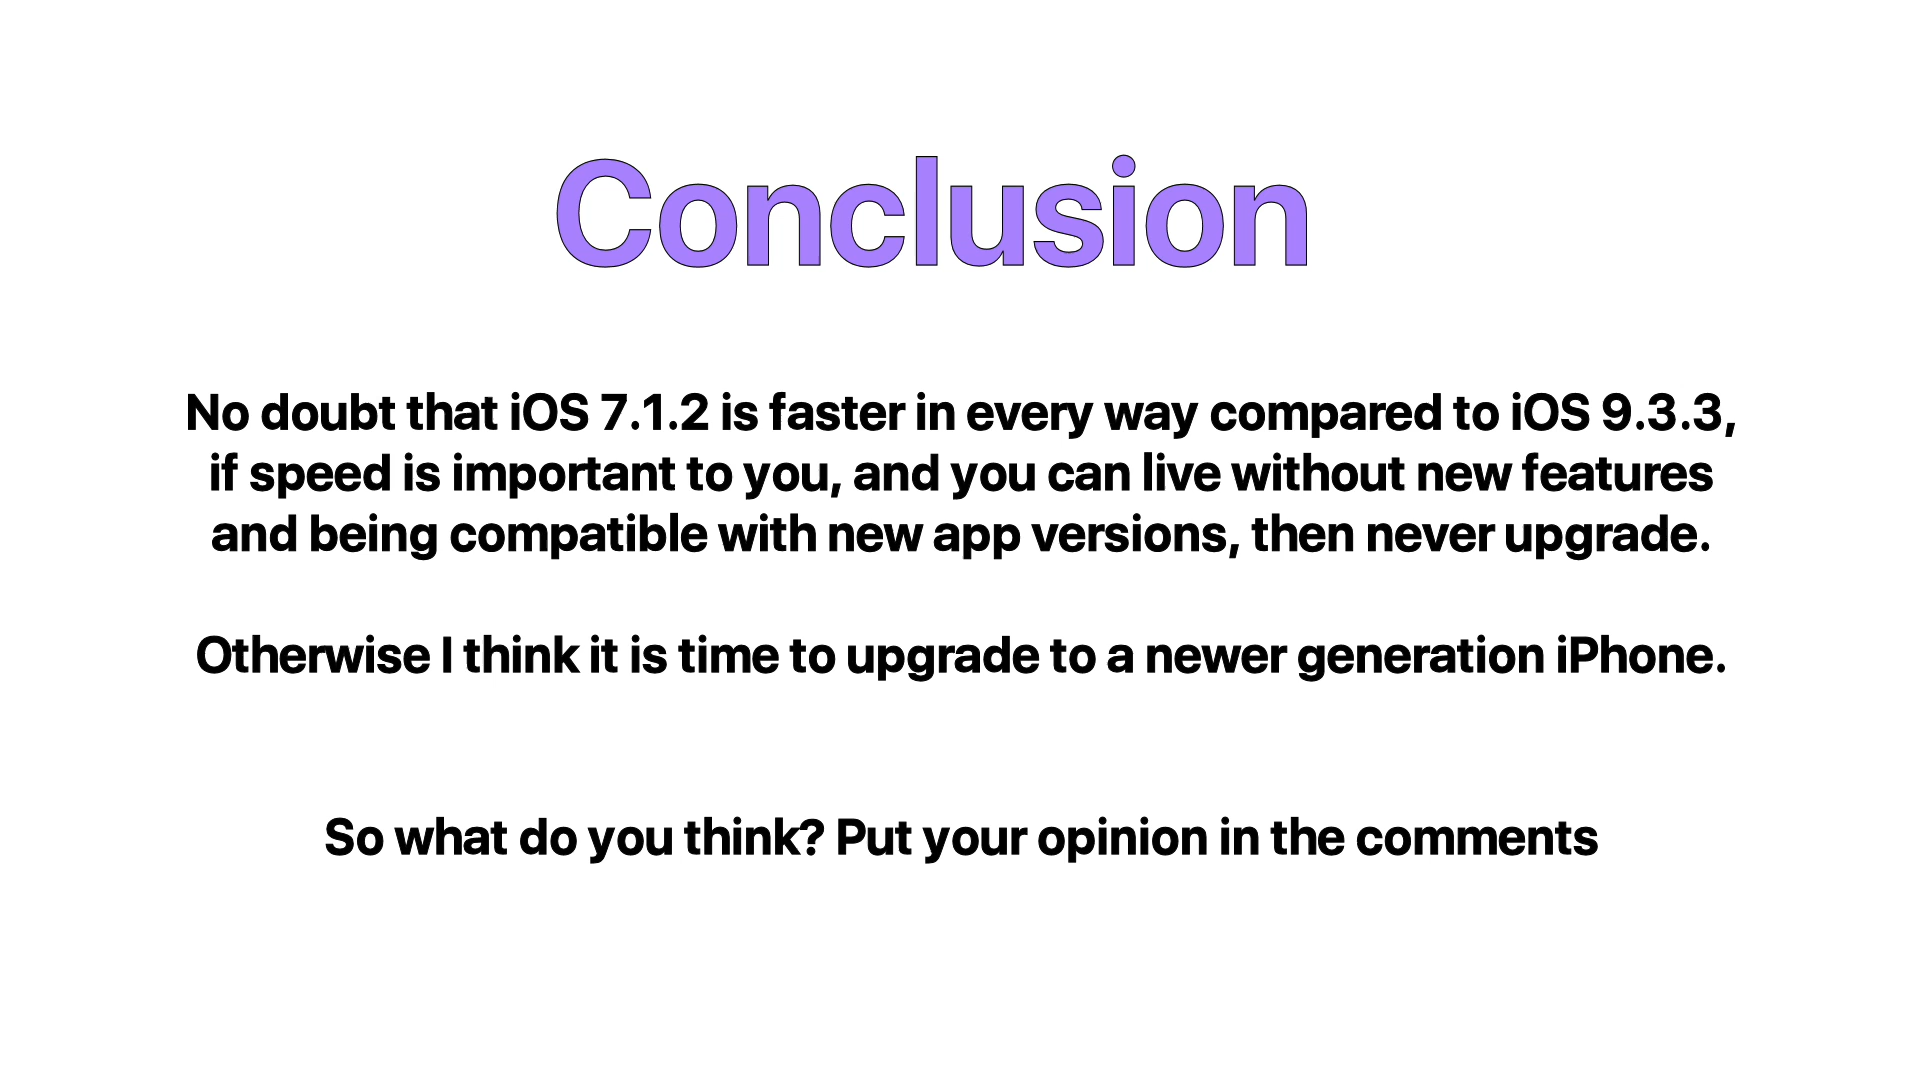 Conclusion
No doubt that iOS 7.1.2 is faster in every way compared to iOS 9.3.3,
if speed is important to you, and you can live without new features
and being compatible with new app versions, then never upgrade.
Otherwise I think it is time to upgrade to a newer generation iPhone.
So what do you think? Put your opinion in the comments